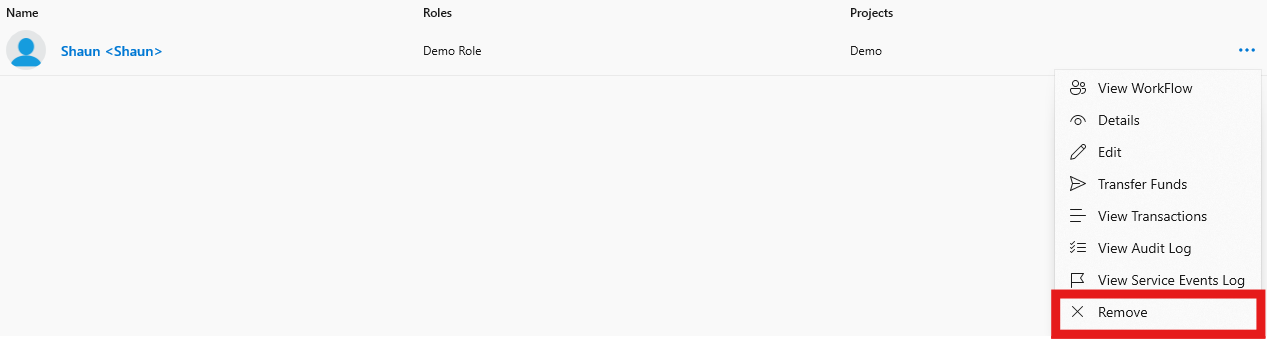 Name Roles Projects
Shaun <Shaun> Demo Role Demo
View WorkFlow
Details
Edit
Transfer Funds
View Transactions
View Audit Log
View Service Events Log
Remove